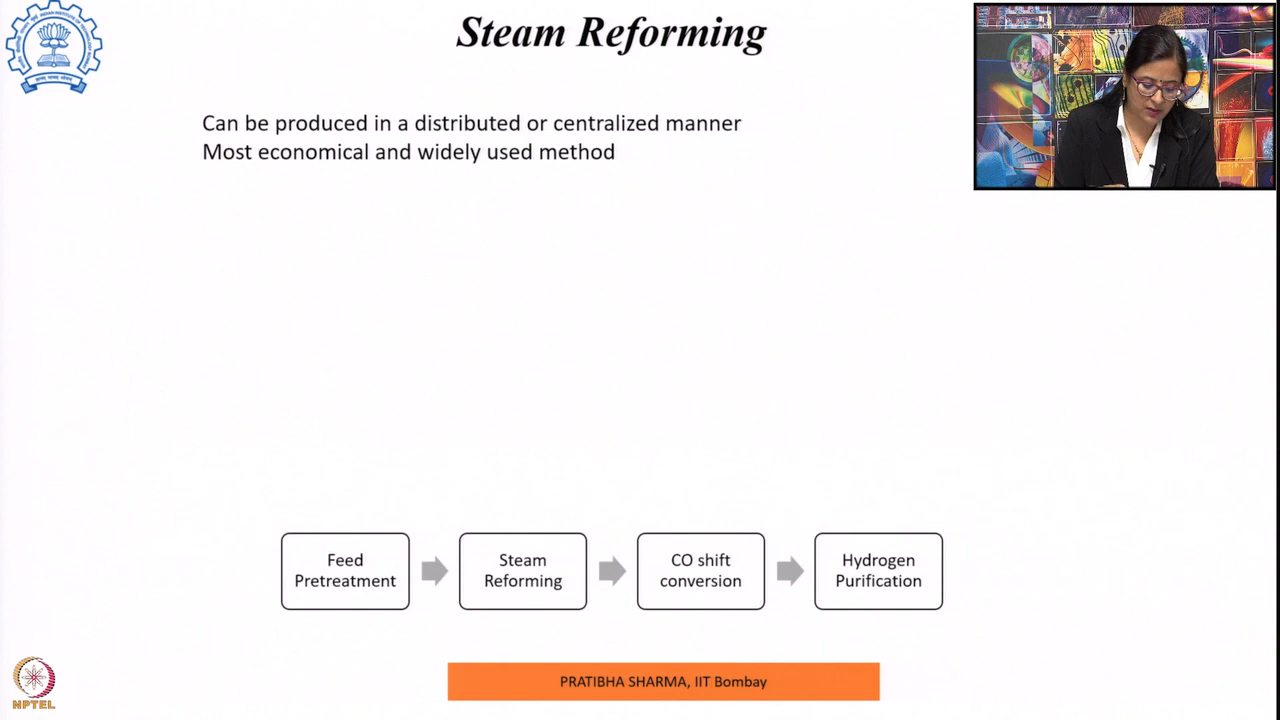 Steam Reforming
Can be produced in a distributed or centralized manner
Most economical and widely used method
Feed
Pretreatment
Steam
Reforming
CO shift
conversion
Hydrogen
Purification
PRATIBHA SHARMA, IIT Bombay
NPTEL